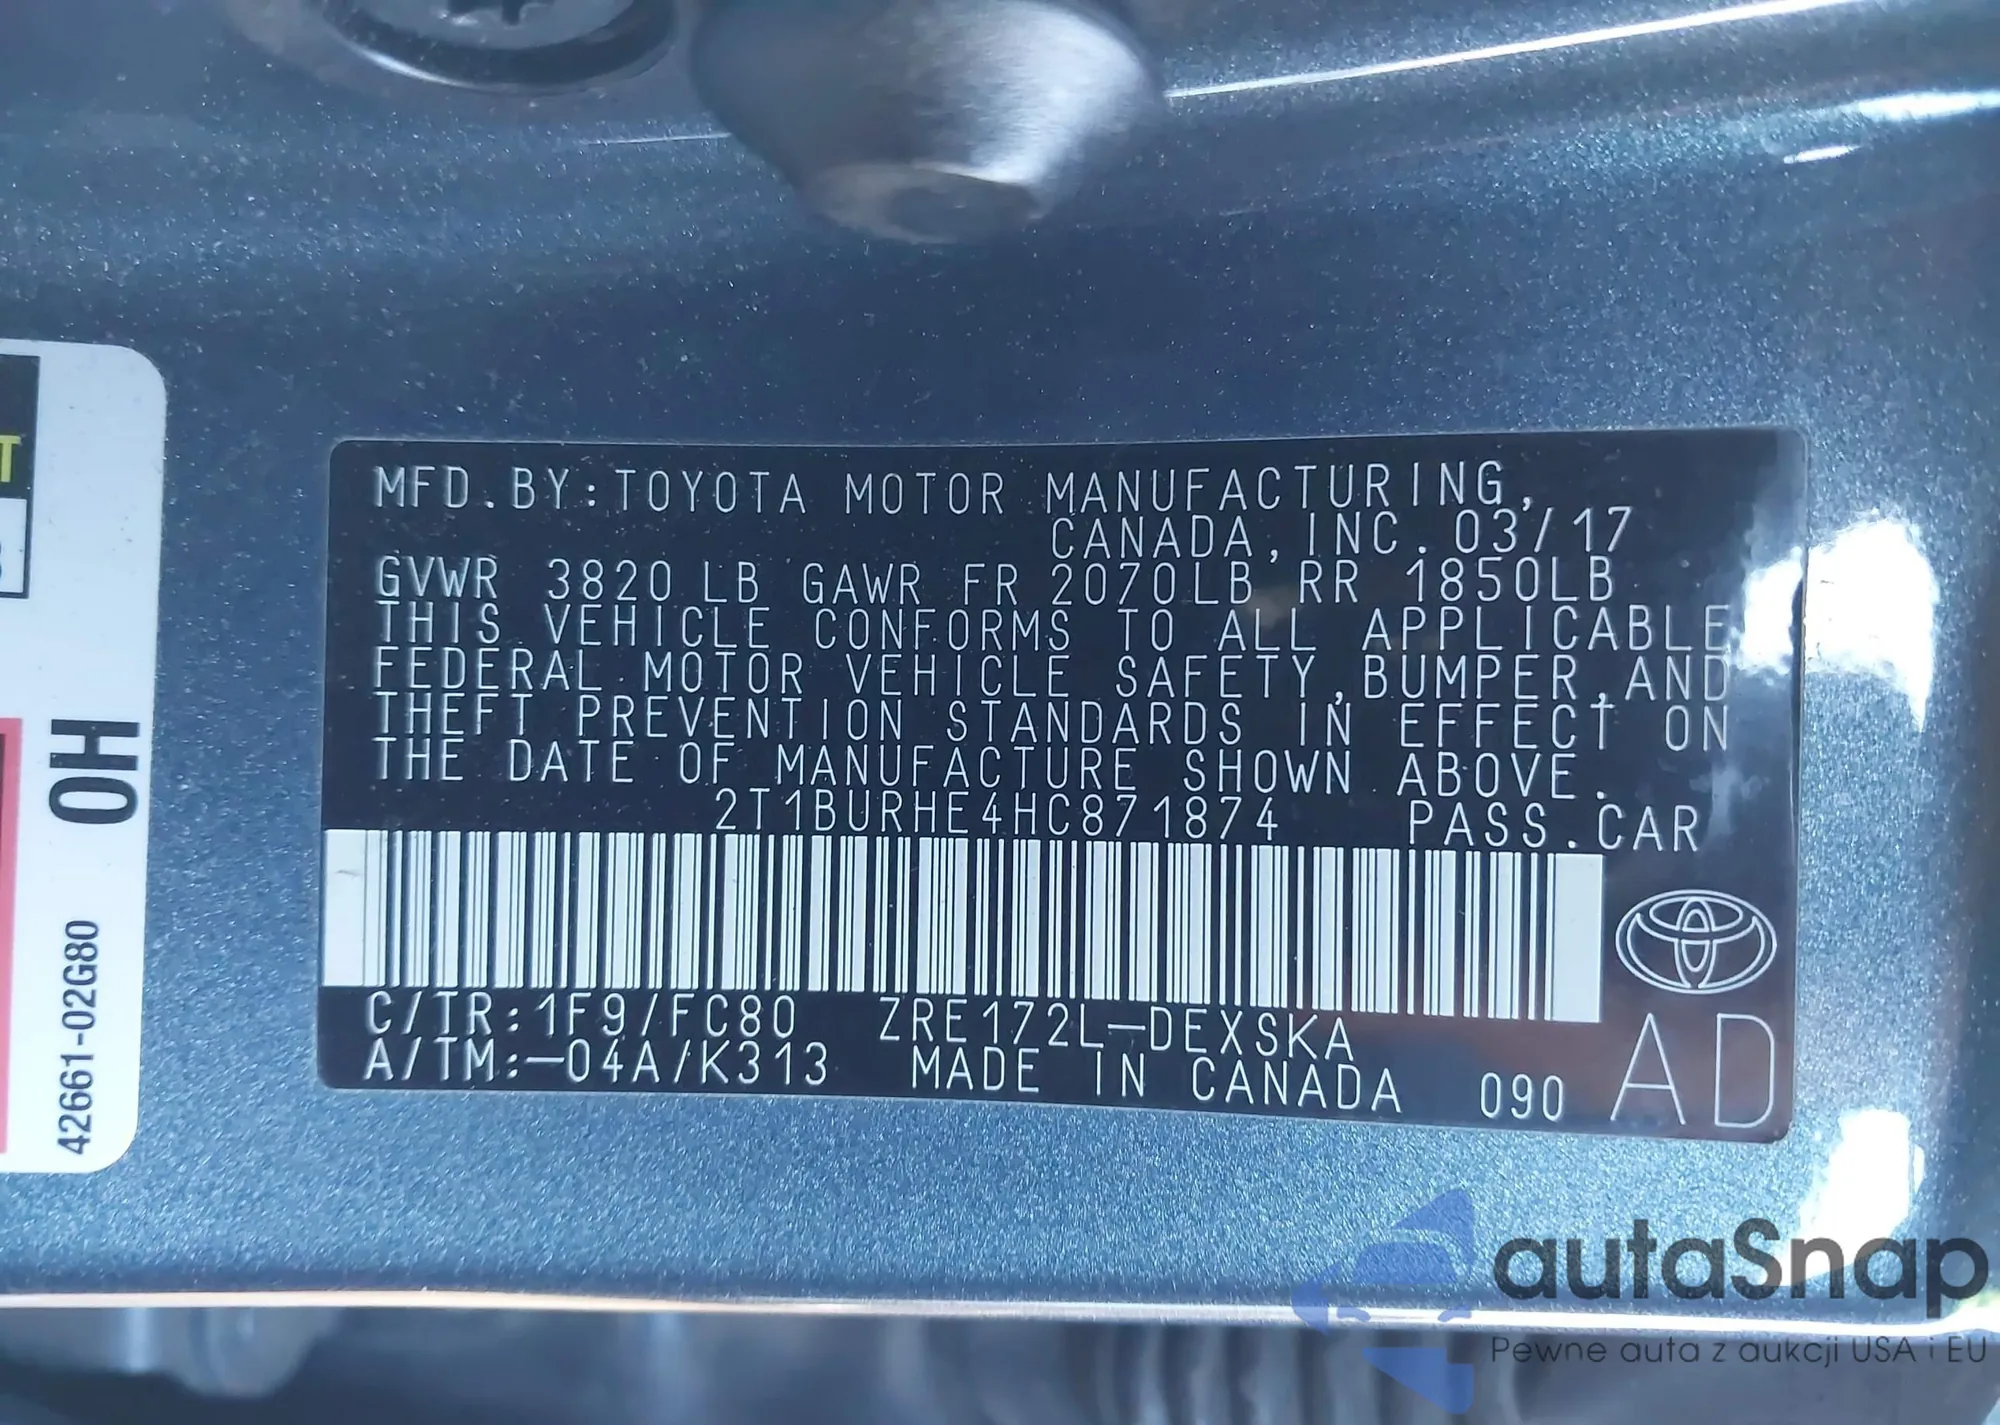 MFD.BY:TOYOTA MOTOR MANUFACTURING,
CANADA,INC. 03/17
GVWR 3820 LB GAWR FR 2070LB RR 1850LB
THIS VEHICLE CONFORMS TO ALL APPLICABLE
FEDERAL MOTOR VEHICLE SAFETY,BUMPER,AND
THEFT PREVENTION STANDARDS IN EFFECT ON
THE DATE OF MANUFACTURE SHOWN ABOVE.
2T1BURHE4HC871874 PASS.CAR
C/TR:1F9/FC80 ZRE172L-DEXSKA
A/TM:-04A/K313 MADE IN CANADA 090 AD
0H
42661-02G80
autaSnap
Pewne auta z aukcji USA i EU